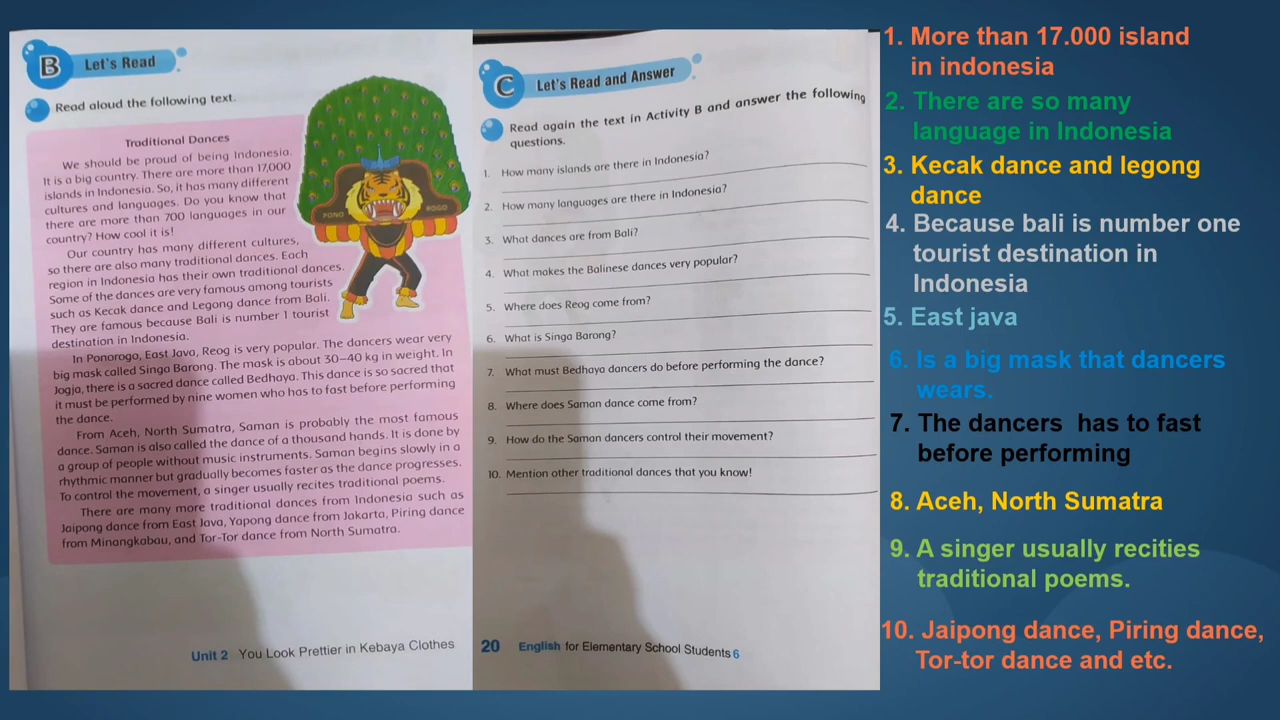 B Let's Read
Read aloud the following text.
Traditional Dances
We should be proud of being Indonesia.
It is a big country. There are more than 17,000
islands in Indonesia. So, it has many different
cultures and languages. Do you know that
there are more than 700 languages in our
country? How cool it is!
Our country has many different cultures,
so there are also many traditional dances. Each
region in Indonesia has their own traditional dances.
Some of the dances are very famous among tourists
such as Kecak dance and Legong dance from Bali.
They are famous because Bali is number 1 tourist
destination in Indonesia.
In Ponorogo, East Java, Reog is very popular. The dancers wear very
big mask called Singa Barong. The mask is about 30–40 kg in weight. In
Jogja, there is a sacred dance called Bedhaya. This dance is so sacred that
it must be performed by nine women who has to fast before performing
the dance.
From Aceh, North Sumatra, Saman is probably the most famous
dance. Saman is also called the dance of a thousand hands. It is done by
a group of people without music instruments. Saman begins slowly in a
rhythmic manner but gradually becomes faster as the dance progresses.
To control the movement, a singer usually recites traditional poems.
There are many more traditional dances from Indonesia such as
Jaipong dance from East Java, Yapong dance from Jakarta, Piring dance
from Minangkabau, and Tor-Tor dance from North Sumatra.
PONO ROGO
Unit 2 You Look Prettier in Kebaya Clothes
C Let's Read and Answer
Read again the text in Activity B and answer the following
questions.
1. How many islands are there in Indonesia?
2. How many languages are there in Indonesia?
3. What dances are from Bali?
4. What makes the Balinese dances very popular?
5. Where does Reog come from?
6. What is Singa Barong?
7. What must Bedhaya dancers do before performing the dance?
8. Where does Saman dance come from?
9. How do the Saman dancers control their movement?
10. Mention other traditional dances that you know!
20 English for Elementary School Students 6
1. More than 17.000 island
in indonesia
2. There are so many
language in Indonesia
3. Kecak dance and legong
dance
4. Because bali is number one
tourist destination in
Indonesia
5. East java
6. Is a big mask that dancers
wears.
7. The dancers has to fast
before performing
8. Aceh, North Sumatra
9. A singer usually recities
traditional poems.
10. Jaipong dance, Piring dance,
Tor-tor dance and etc.